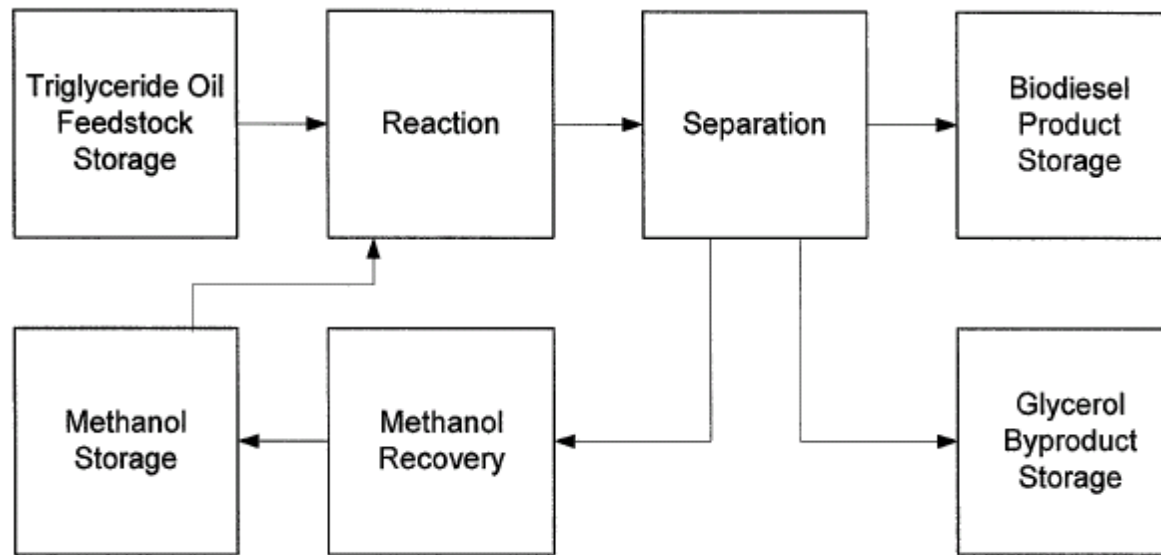 Triglyceride Oil
Feedstock
Storage
Reaction
Separation
Biodiesel
Product
Storage
Methanol
Storage
Methanol
Recovery
Glycerol
Byproduct
Storage